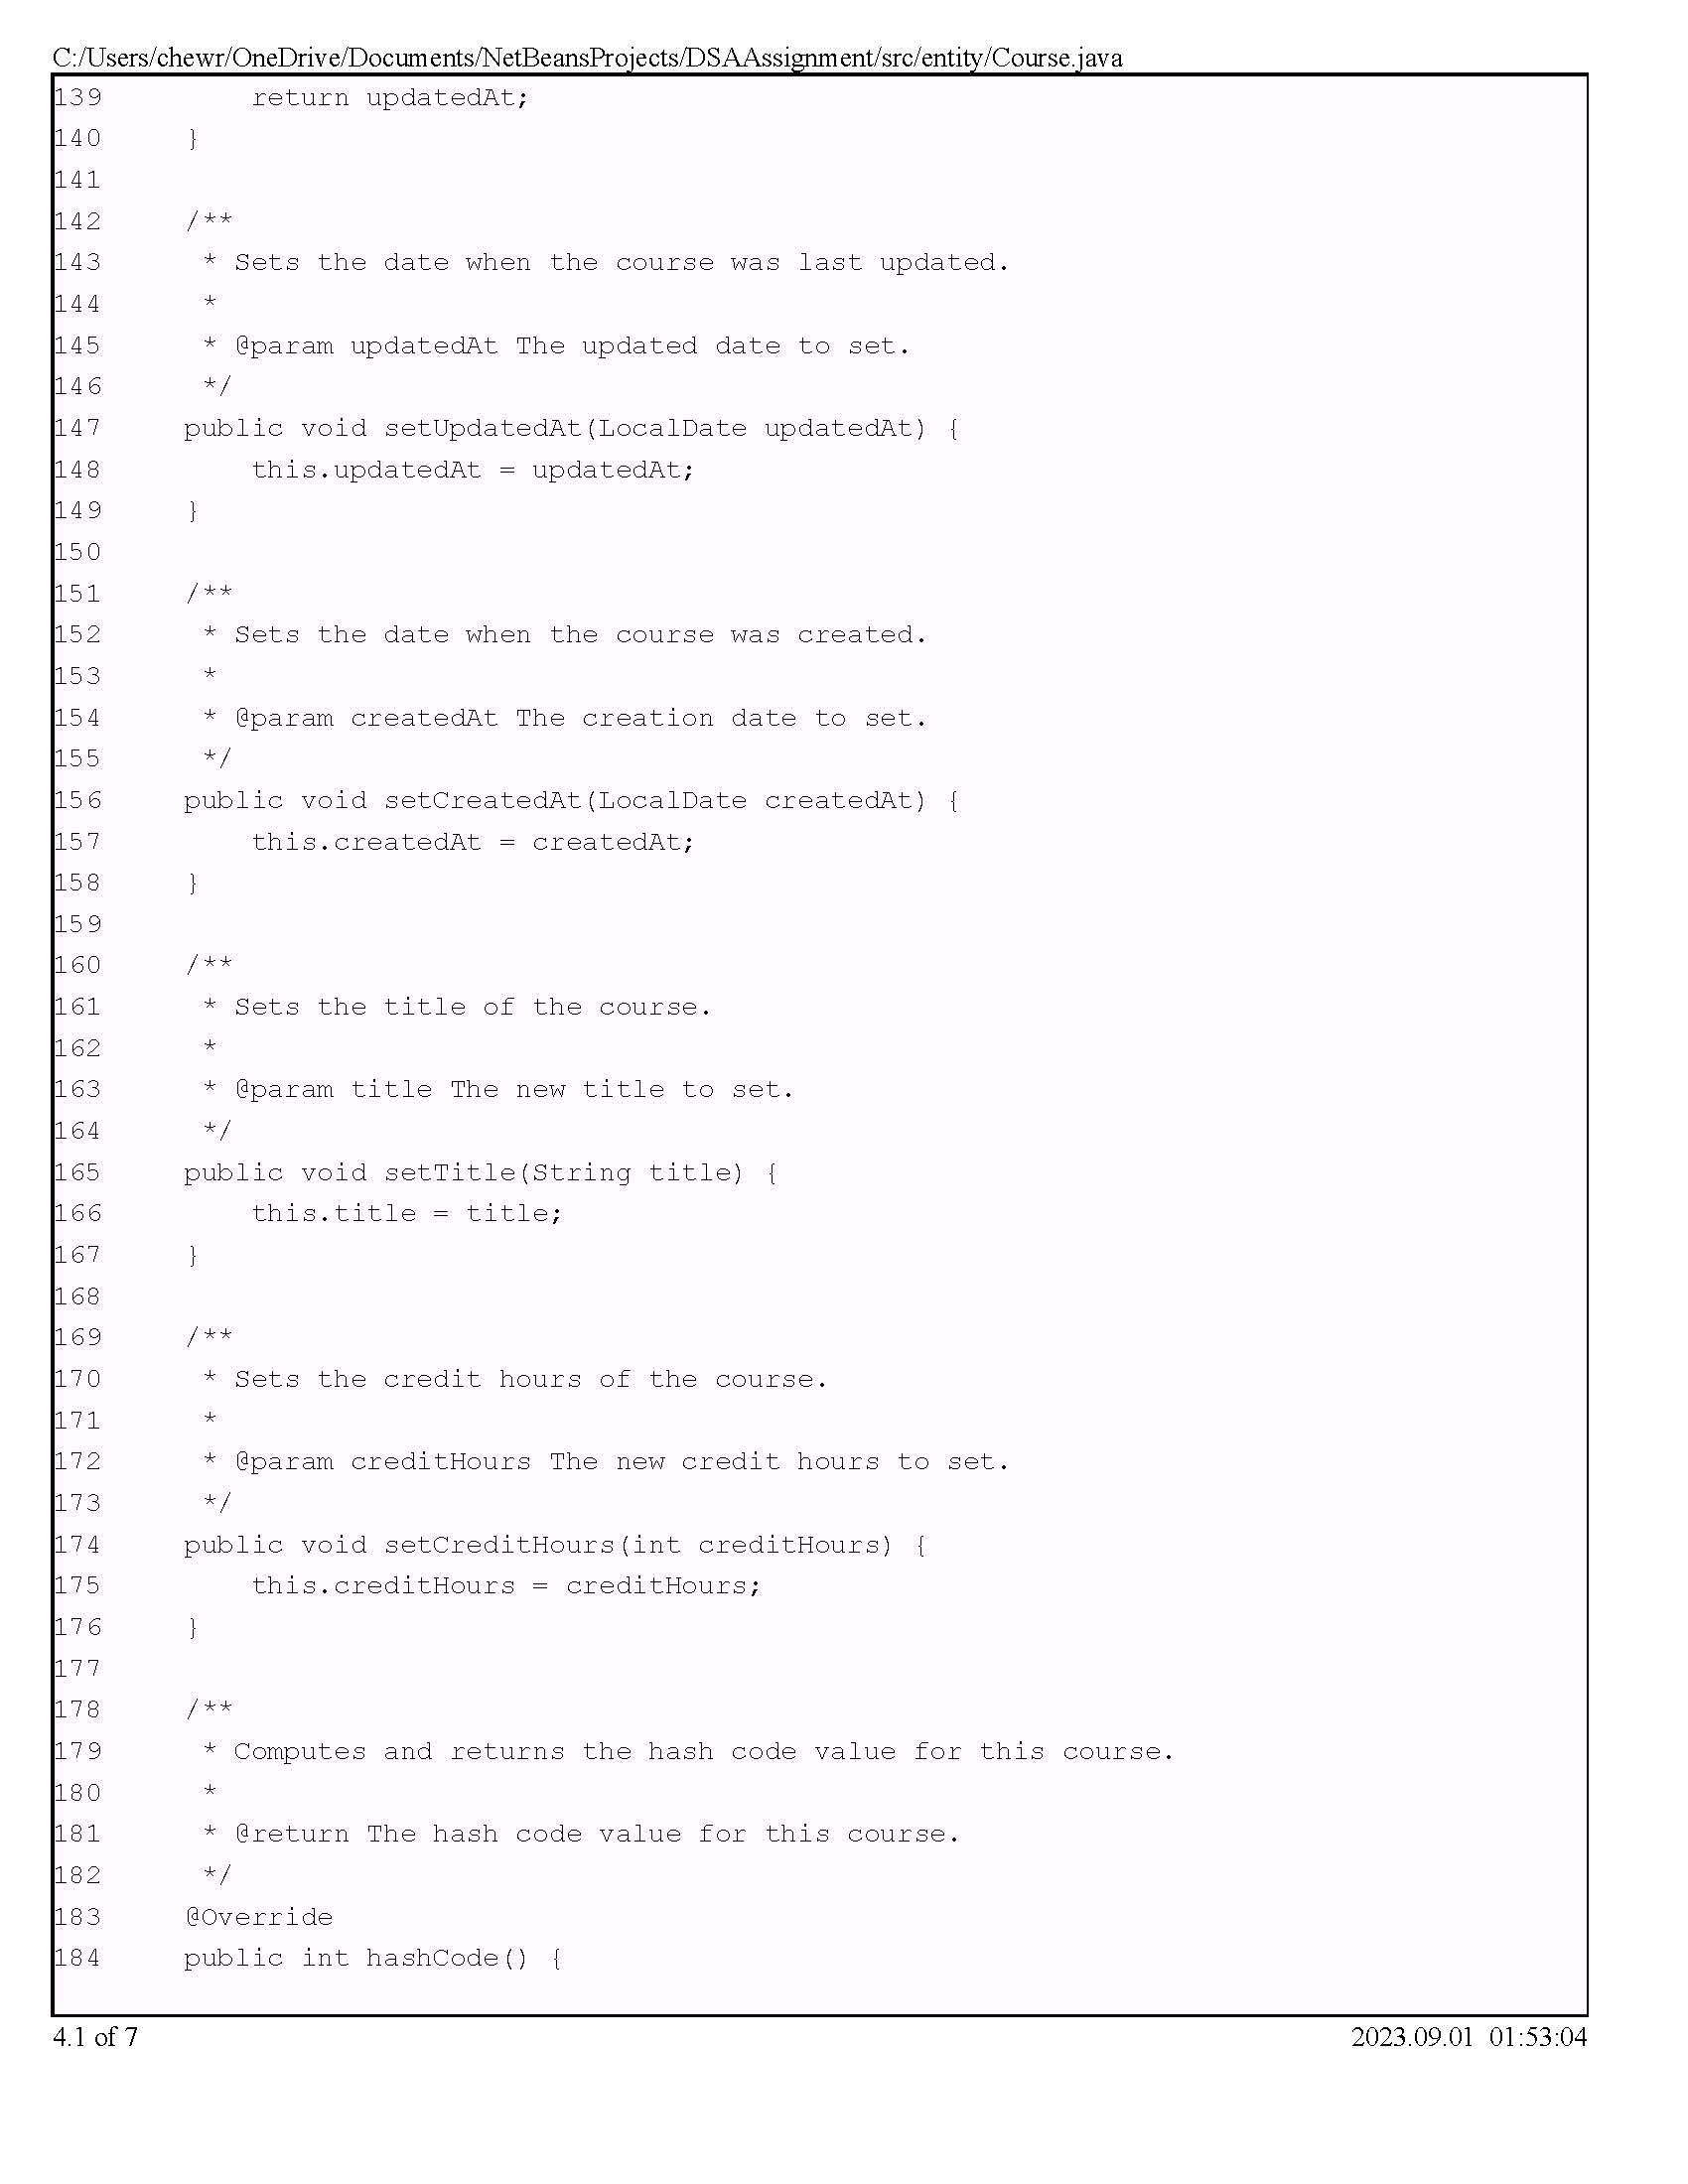 C:/Users/chewr/OneDrive/Documents/NetBeansProjects/DSAAssignment/src/entity/Course.java
139         return updatedAt;
140     }
141
142     /**
143      * Sets the date when the course was last updated.
144      *
145      * @param updatedAt The updated date to set.
146      */
147     public void setUpdatedAt(LocalDate updatedAt) {
148         this.updatedAt = updatedAt;
149     }
150
151     /**
152      * Sets the date when the course was created.
153      *
154      * @param createdAt The creation date to set.
155      */
156     public void setCreatedAt(LocalDate createdAt) {
157         this.createdAt = createdAt;
158     }
159
160     /**
161      * Sets the title of the course.
162      *
163      * @param title The new title to set.
164      */
165     public void setTitle(String title) {
166         this.title = title;
167     }
168
169     /**
170      * Sets the credit hours of the course.
171      *
172      * @param creditHours The new credit hours to set.
173      */
174     public void setCreditHours(int creditHours) {
175         this.creditHours = creditHours;
176     }
177
178     /**
179      * Computes and returns the hash code value for this course.
180      *
181      * @return The hash code value for this course.
182      */
183     @Override
184     public int hashCode() {
4.1 of 7 2023.09.01 01:53:04